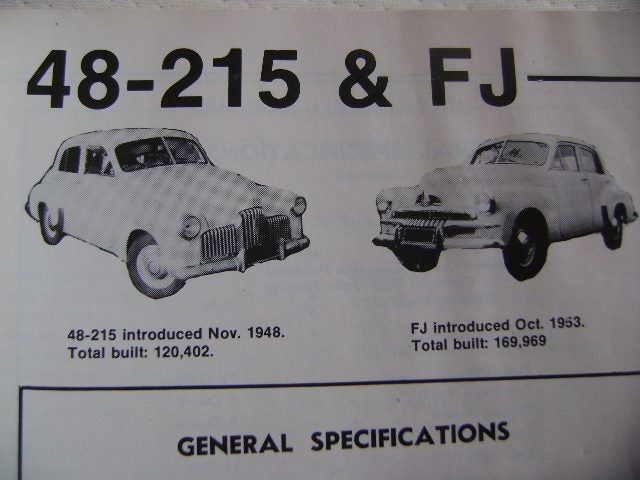 48-215 & FJ
48-215 introduced Nov. 1948.
Total built: 120,402.
FJ introduced Oct. 1953.
Total built: 169,969
GENERAL SPECIFICATIONS